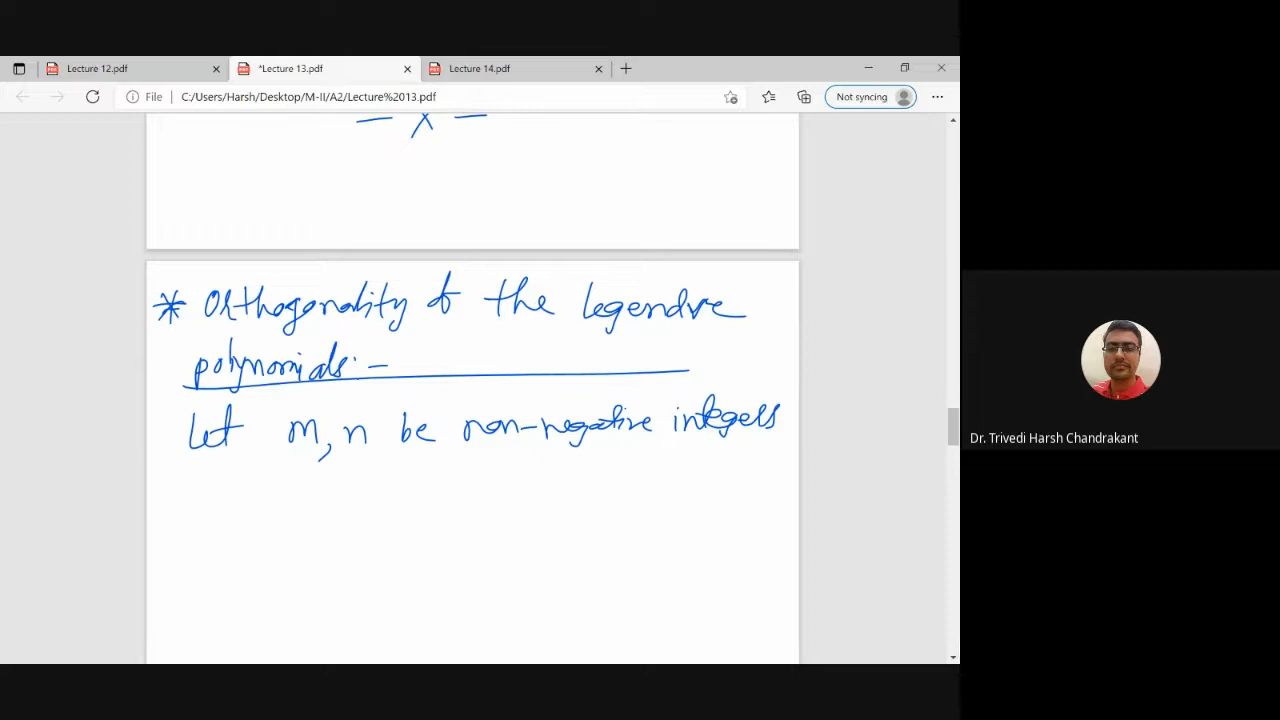 Lecture 12.pdf
*Lecture 13.pdf
Lecture 14.pdf
File
C:/Users/Harsh/Desktop/M-II/A2/Lecture%2013.pdf
Not syncing
— X —
* Orthogonality of the legendre
polynomials: -
Let m, n be non-negative integers
Dr. Trivedi Harsh Chandrakant